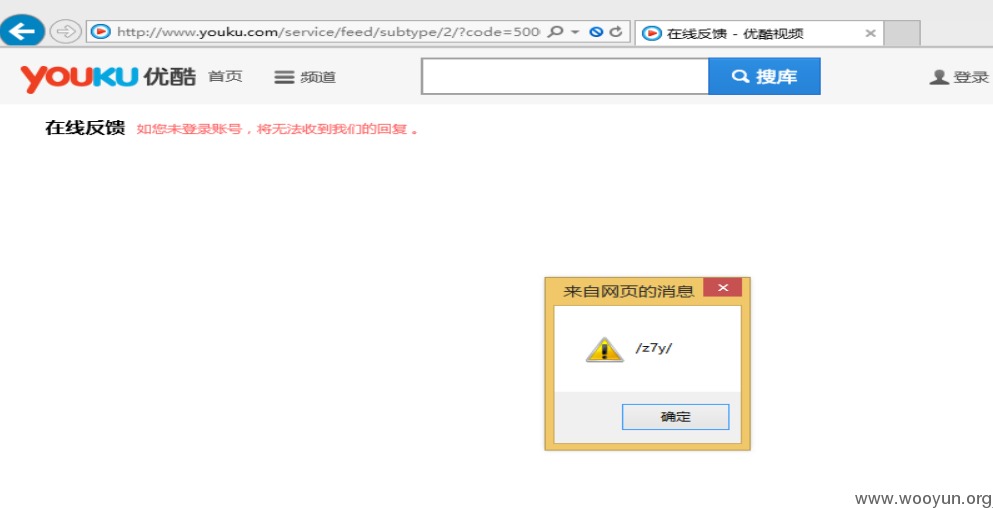 http://www.youku.com/service/feed/subtype/2/?code=500
在线反馈 - 优酷视频
YOUKU 优酷 首页 频道 搜库 登录
在线反馈 如您未登录账号，将无法收到我们的回复 。
来自网页的消息
/z7y/
确定
www.wooyun.org